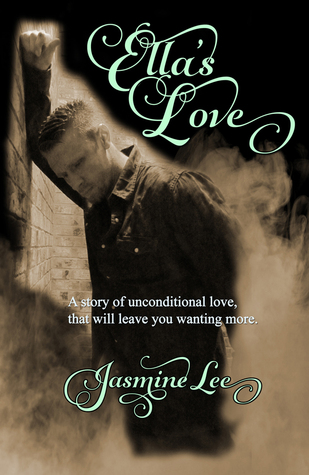 Ella's
Love
A story of unconditional love,
that will leave you wanting more.
Jasmine Lee